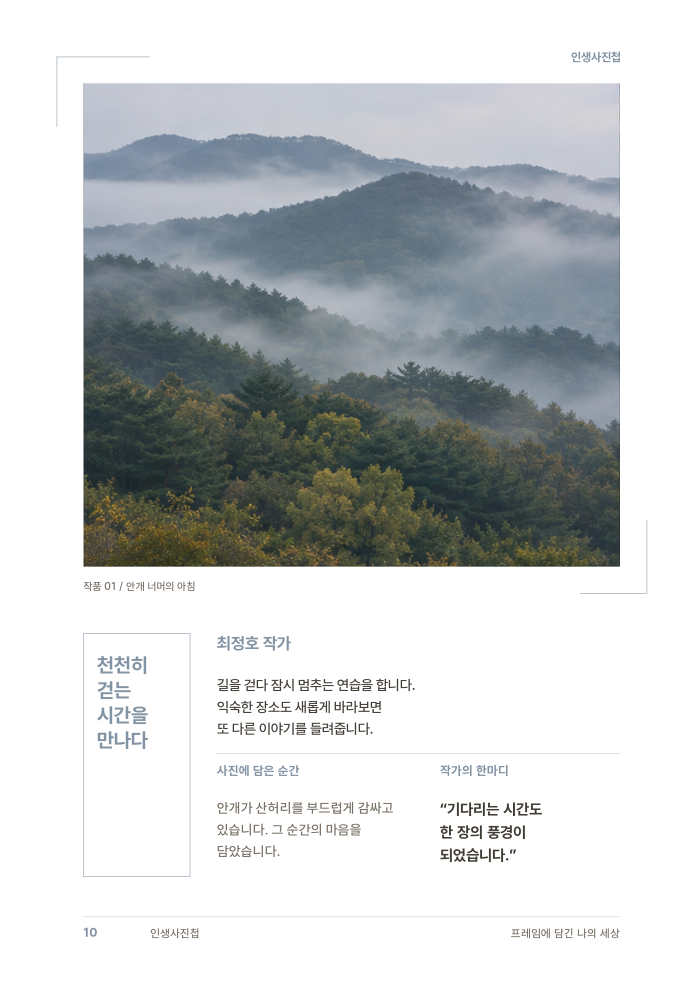 인생사진첩
작품 01 / 안개 너머의 아침
천천히
걷는
시간을
만나다
최정호 작가
길을 걷다 잠시 멈추는 연습을 합니다.
익숙한 장소도 새롭게 바라보면
또 다른 이야기를 들려줍니다.
사진에 담은 순간
안개가 산허리를 부드럽게 감싸고
있습니다. 그 순간의 마음을
담았습니다.
작가의 한마디
“기다리는 시간도
한 장의 풍경이
되었습니다.”
10 인생사진첩 프레임에 담긴 나의 세상